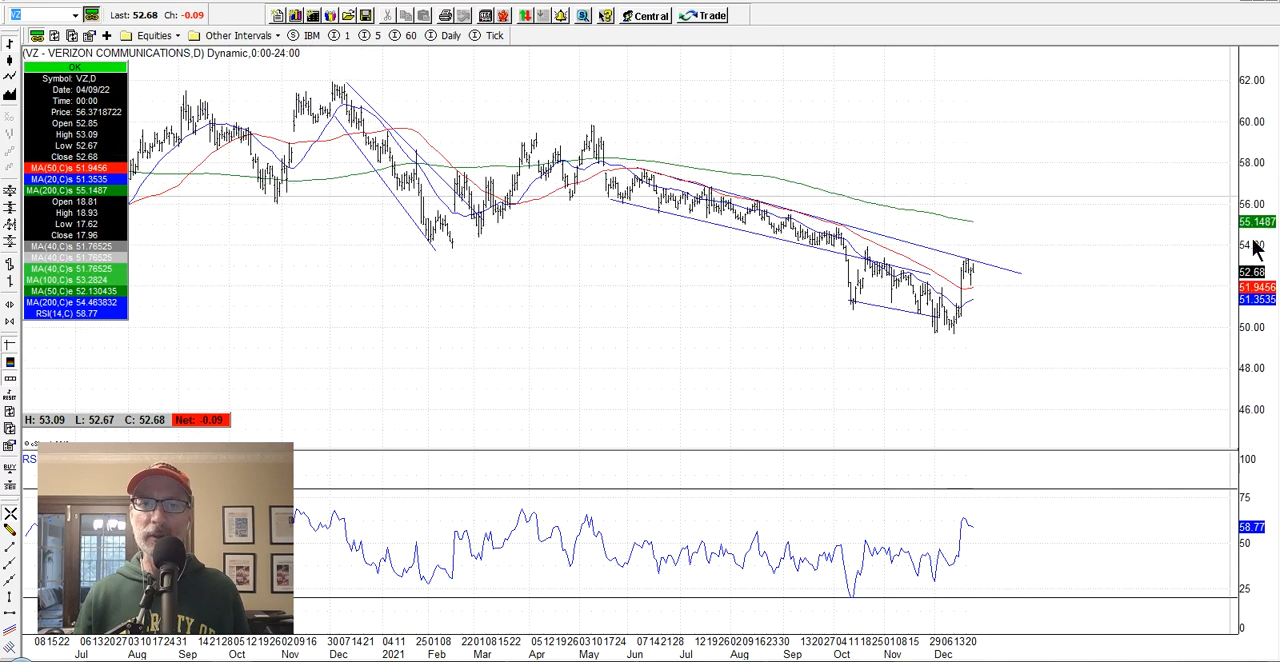 VZ Last: 52.68 Ch: -0.09 Central Trade
Equities Other Intervals IBM 1 5 60 Daily Tick
(VZ - VERIZON COMMUNICATIONS,D) Dynamic,0:00-24:00
OK
Symbol: VZ,D
Date: 04/09/22
Time: 00:00
Price: 56.3718722
Open 52.85
High 53.09
Low 52.67
Close 52.68
MA(50,C)s 51.9456
MA(20,C)s 51.3535
MA(200,C)s 55.1487
Open 18.81
High 18.93
Low 17.62
Close 17.96
MA(40,C)s 51.76525
MA(40,C)s 51.76525
MA(40,C)s 51.76525
MA(100,C)s 53.2824
MA(50,C)e 52.130435
MA(200,C)e 54.463832
RSI(14,C) 58.77
62.00
60.00
58.00
56.00
55.1487
52.68
51.9456
51.3535
50.00
48.00
46.00
H: 53.09 L: 52.67 C: 52.68 Net: -0.09
RS
100
75
58.77
50
25
0
RESET
BUY
Jul Aug Sep Oct Nov Dec 2021 Feb Mar Apr May Jun Jul Aug Sep Oct Nov Dec